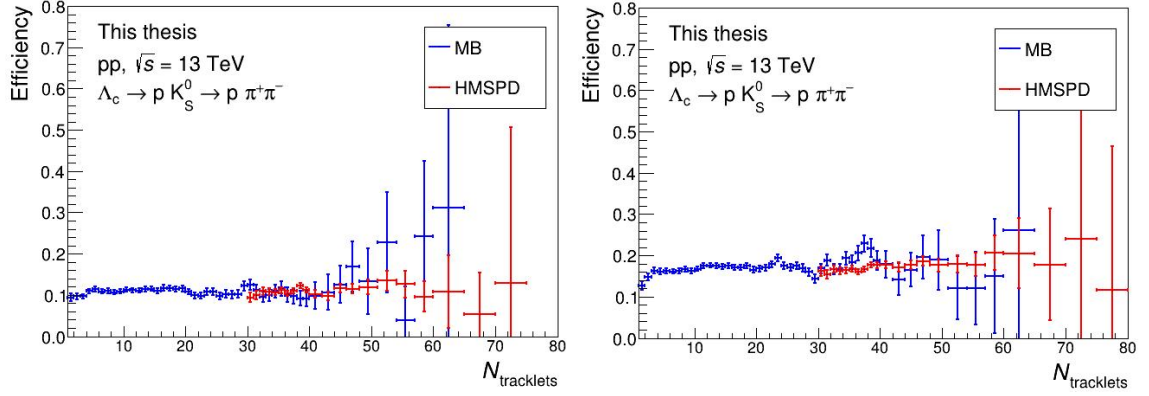 Efficiency
0.8
0.7
0.6
0.5
0.4
0.3
0.2
0.1
0.0
This thesis
pp, √s = 13 TeV
Λc → p K⁰S → p π⁺π⁻
MB
HMSPD
10 20 30 40 50 60 70 80
Ntracklets
Efficiency
0.8
0.7
0.6
0.5
0.4
0.3
0.2
0.1
0.0
This thesis
pp, √s = 13 TeV
Λc → p K⁰S → p π⁺π⁻
MB
HMSPD
10 20 30 40 50 60 70 80
Ntracklets